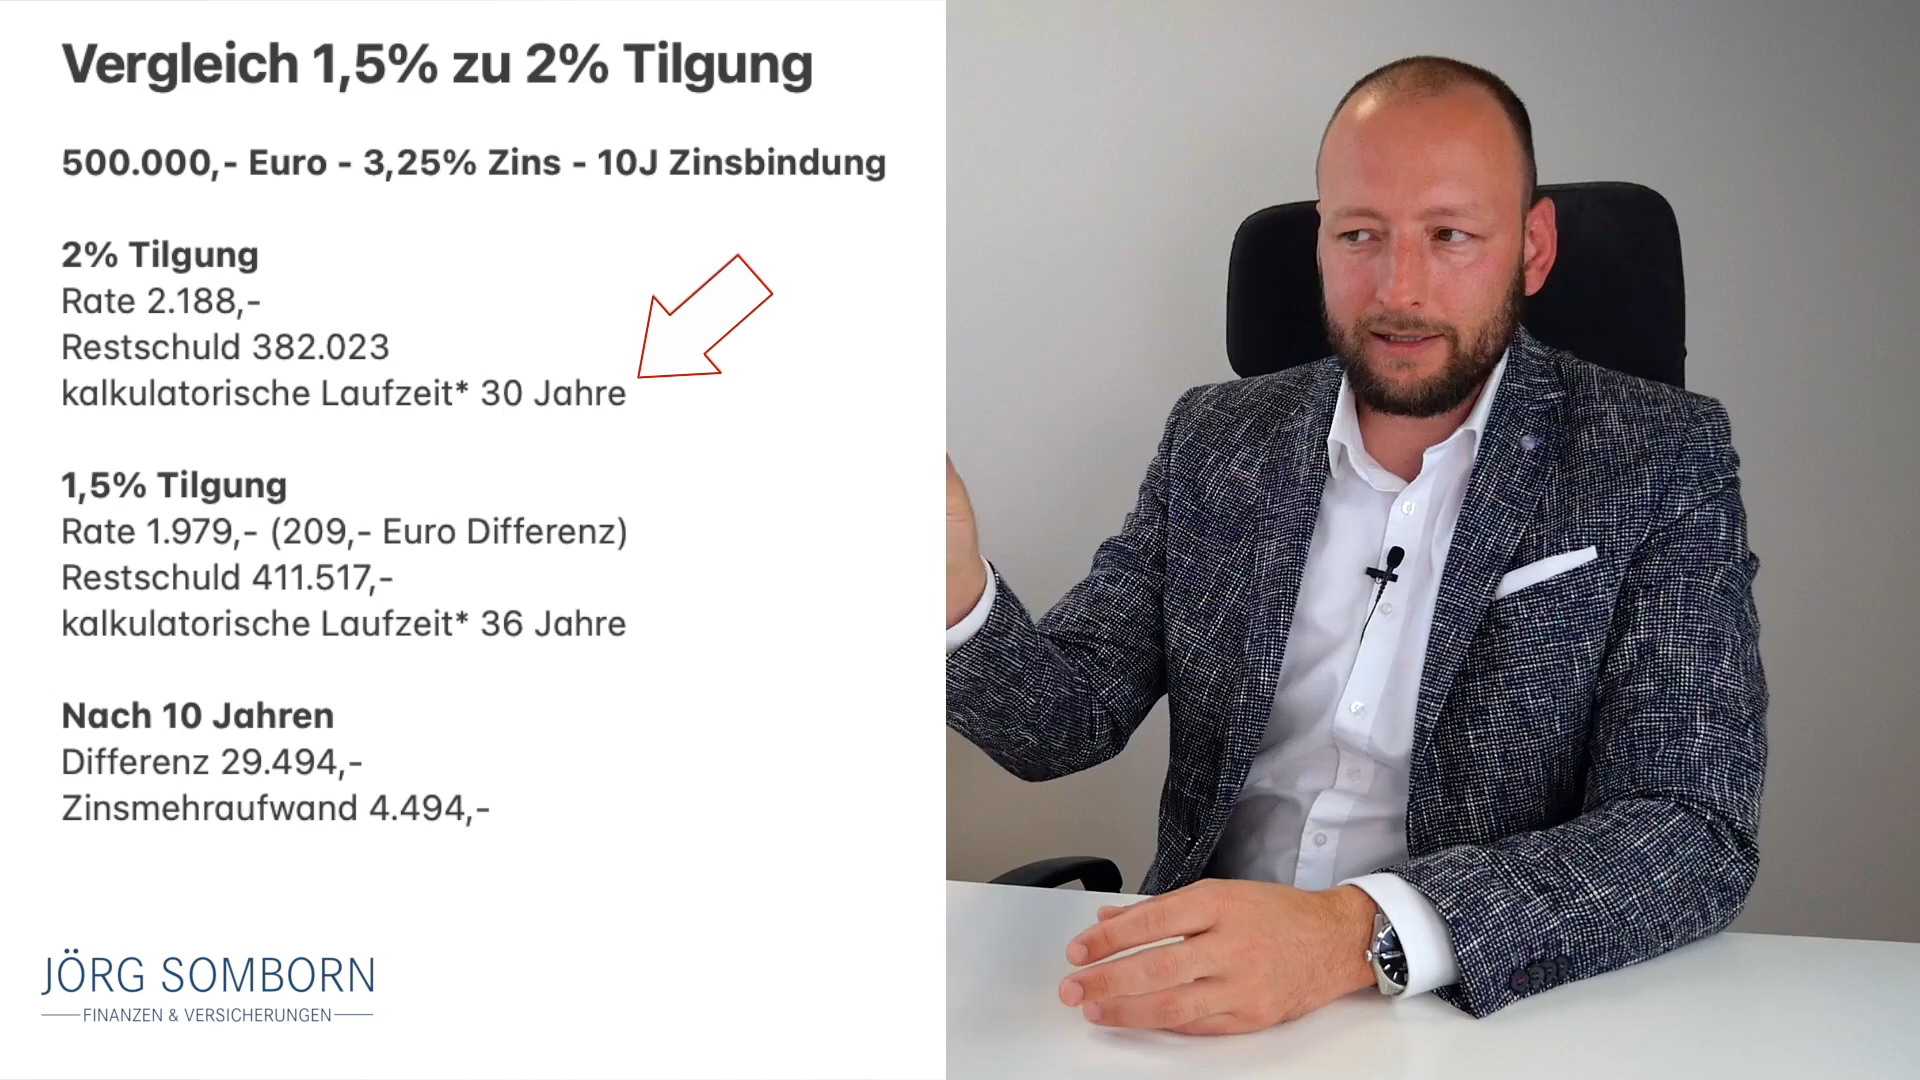 Vergleich 1,5% zu 2% Tilgung
500.000,- Euro - 3,25% Zins - 10J Zinsbindung
2% Tilgung
Rate 2.188,-
Restschuld 382.023
kalkulatorische Laufzeit* 30 Jahre
1,5% Tilgung
Rate 1.979,- (209,- Euro Differenz)
Restschuld 411.517,-
kalkulatorische Laufzeit* 36 Jahre
Nach 10 Jahren
Differenz 29.494,-
Zinsmehraufwand 4.494,-
JÖRG SOMBORN
FINANZEN & VERSICHERUNGEN